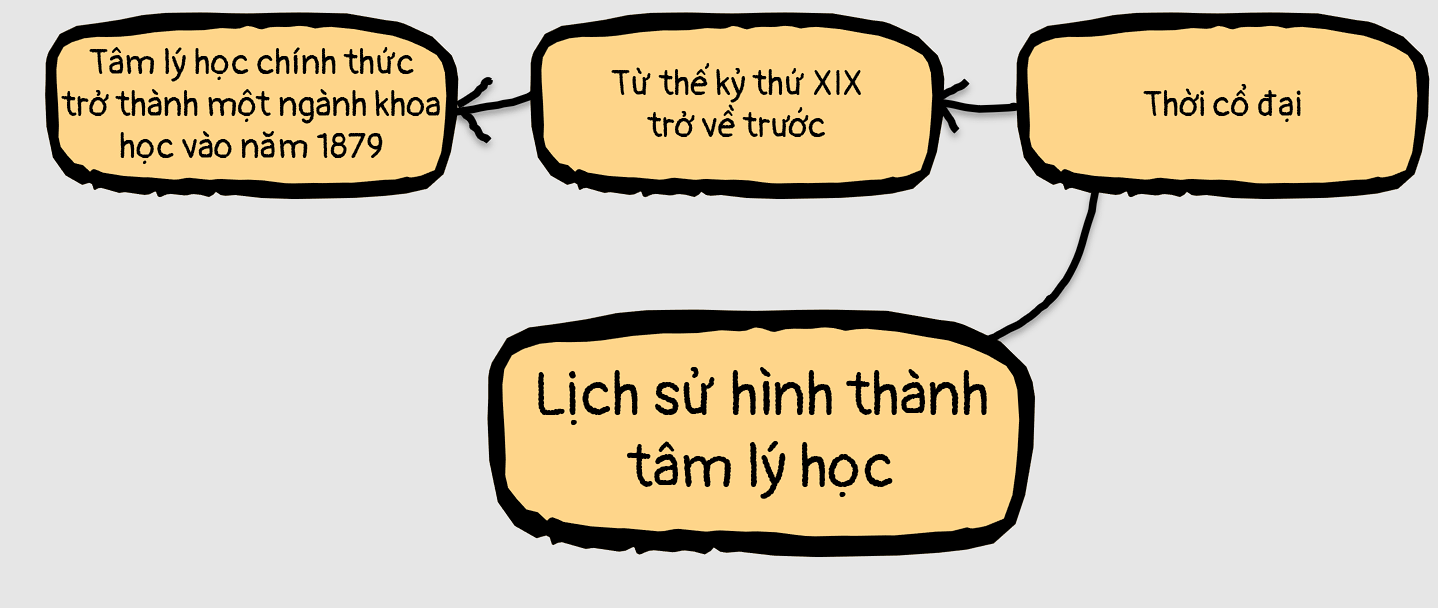 Tâm lý học chính thức
trở thành một ngành khoa
học vào năm 1879
Từ thế kỷ thứ XIX
trở về trước
Thời cổ đại
Lịch sử hình thành
tâm lý học